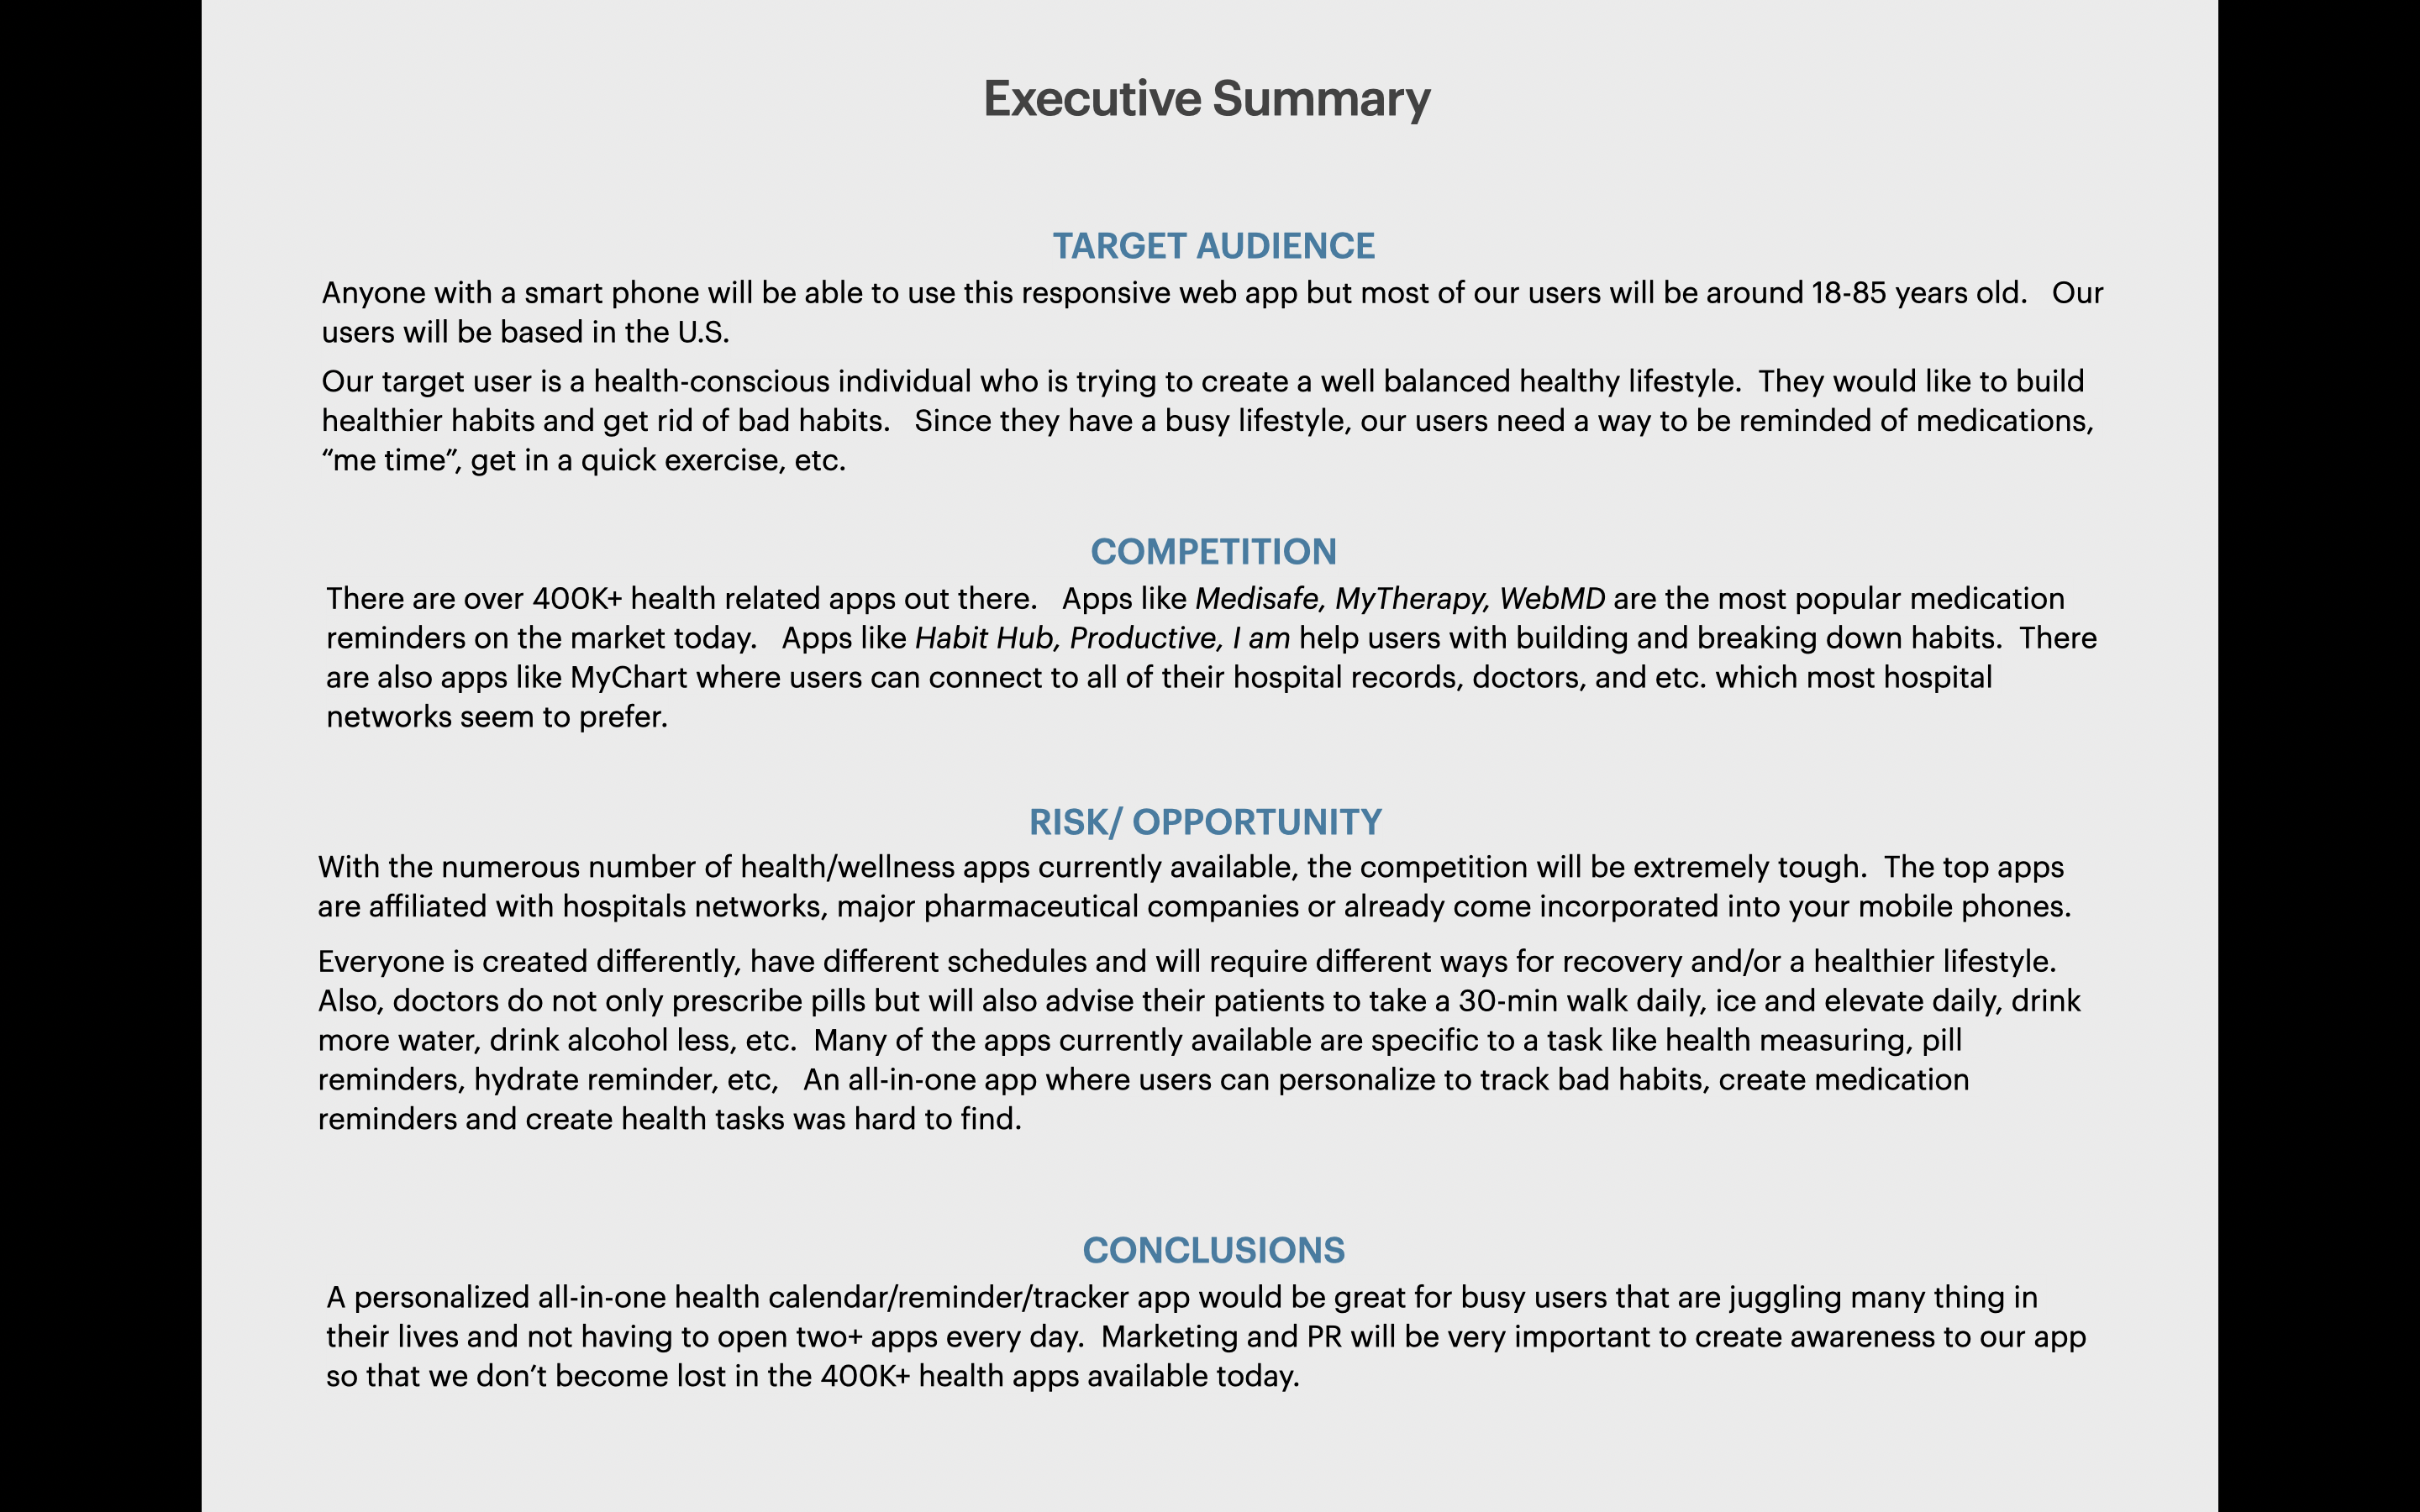 Executive Summary
TARGET AUDIENCE
Anyone with a smart phone will be able to use this responsive web app but most of our users will be around 18-85 years old.   Our
users will be based in the U.S.
Our target user is a health-conscious individual who is trying to create a well balanced healthy lifestyle.  They would like to build
healthier habits and get rid of bad habits.   Since they have a busy lifestyle, our users need a way to be reminded of medications,
“me time”, get in a quick exercise, etc.
COMPETITION
There are over 400K+ health related apps out there.   Apps like Medisafe, MyTherapy, WebMD are the most popular medication
reminders on the market today.   Apps like Habit Hub, Productive, I am help users with building and breaking down habits.  There
are also apps like MyChart where users can connect to all of their hospital records, doctors, and etc. which most hospital
networks seem to prefer.
RISK/ OPPORTUNITY
With the numerous number of health/wellness apps currently available, the competition will be extremely tough.  The top apps
are affiliated with hospitals networks, major pharmaceutical companies or already come incorporated into your mobile phones.
Everyone is created differently, have different schedules and will require different ways for recovery and/or a healthier lifestyle.
Also, doctors do not only prescribe pills but will also advise their patients to take a 30-min walk daily, ice and elevate daily, drink
more water, drink alcohol less, etc.  Many of the apps currently available are specific to a task like health measuring, pill
reminders, hydrate reminder, etc,   An all-in-one app where users can personalize to track bad habits, create medication
reminders and create health tasks was hard to find.
CONCLUSIONS
A personalized all-in-one health calendar/reminder/tracker app would be great for busy users that are juggling many thing in
their lives and not having to open two+ apps every day.  Marketing and PR will be very important to create awareness to our app
so that we don’t become lost in the 400K+ health apps available today.